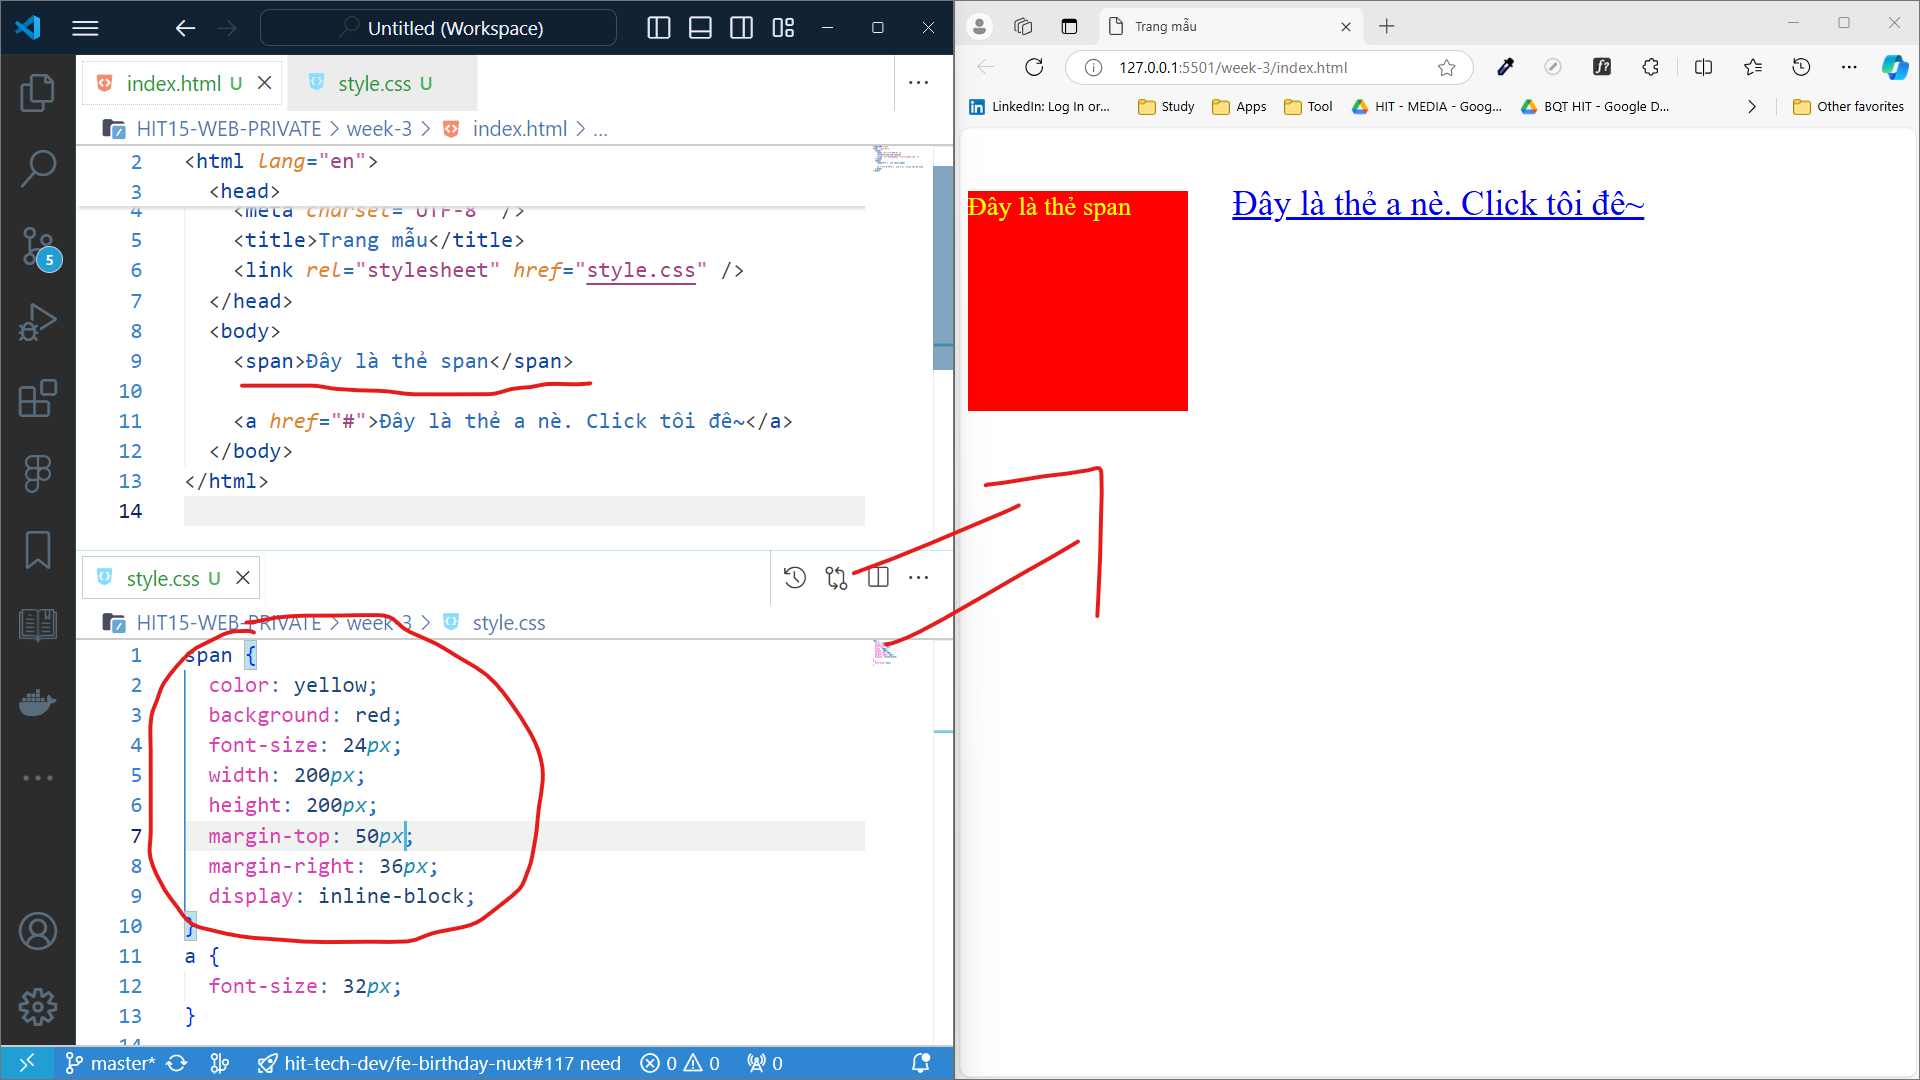 Untitled (Workspace)
index.html U
style.css U
HIT15-WEB-PRIVATE > week-3 > index.html > ...
2 <html lang="en">
3 <head>
4 <meta charset="UTF-8" />
5 <title>Trang mẫu</title>
6 <link rel="stylesheet" href="style.css" />
7 </head>
8 <body>
9 <span>Đây là thẻ span</span>
10
11 <a href="#">Đây là thẻ a nè. Click tôi đê~</a>
12 </body>
13 </html>
14
5
style.css U
HIT15-WEB-PRIVATE > week-3 > style.css
1 span {
2 color: yellow;
3 background: red;
4 font-size: 24px;
5 width: 200px;
6 height: 200px;
7 margin-top: 50px;
8 margin-right: 36px;
9 display: inline-block;
10 }
11 a {
12 font-size: 32px;
13 }
14
master* hit-tech-dev/fe-birthday-nuxt#117 need 0 0 0
Trang mẫu
127.0.0.1:5501/week-3/index.html
f?
LinkedIn: Log In or... Study Apps Tool HIT - MEDIA - Goog... BQT HIT - Google D... Other favorites
Đây là thẻ span
Đây là thẻ a nè. Click tôi đê~